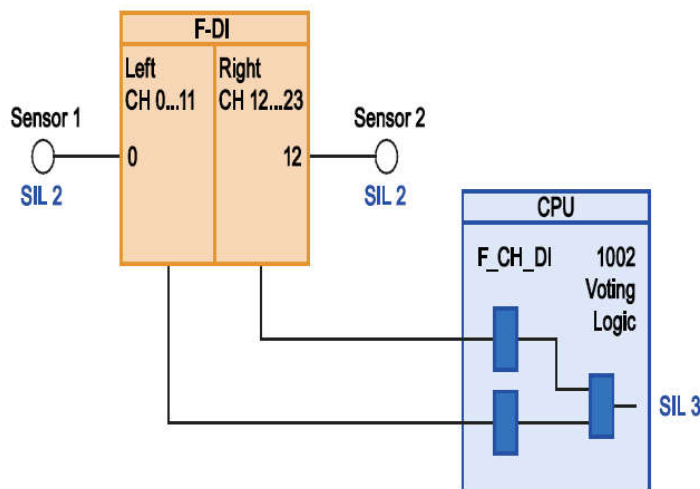 F-DI
Left
CH 0...11
Right
CH 12...23
Sensor 1
Sensor 2
0
12
SIL 2
SIL 2
CPU
F_CH_DI
1002
Voting
Logic
SIL 3